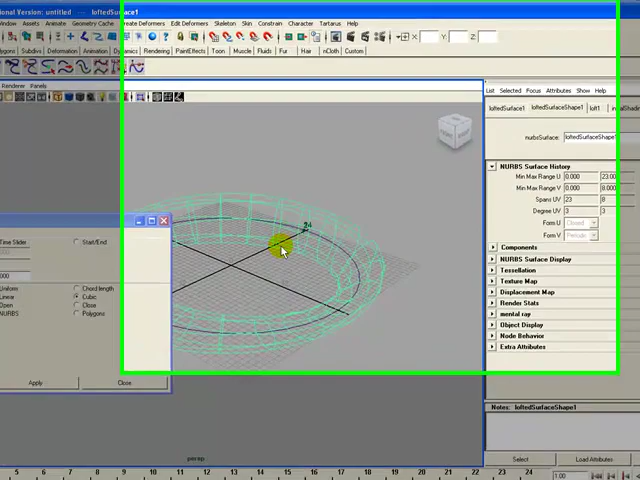 ional Version: untitled --- loftedSurface1
Window Assets Animate Geometry Cache Create Deformers Edit Deformers Skeleton Skin Constrain Character Tartarus Help
X: Y: Z:
olygons Subdivs Deformation Animation Dynamics Rendering PaintEffects Toon Muscle Fluids Fur Hair nCloth Custom
Renderer Panels
List Selected Focus Attributes Show Help
loftedSurface1 loftedSurfaceShape1 loft1
nurbsSurface: loftedSurfaceShape1
NURBS Surface History
Min Max Range U 0.000 23.00
Min Max Range V 0.000 8.000
Spans UV 23 8
Degree UV 3 3
Form U Closed
Form V Periodic
Components
NURBS Surface Display
Tessellation
Texture Map
Displacement Map
Render Stats
mental ray
Object Display
Node Behavior
Extra Attributes
24
Time Slider Start/End
000
Uniform Chord length
Linear Cubic
Open Close
NURBS Polygons
Apply Close
Notes: loftedSurfaceShape1
persp
Select Load Attributes
5 6 7 8 9 10 11 12 13 14 15 16 17 18 19 20 21 22 23 24
1.00